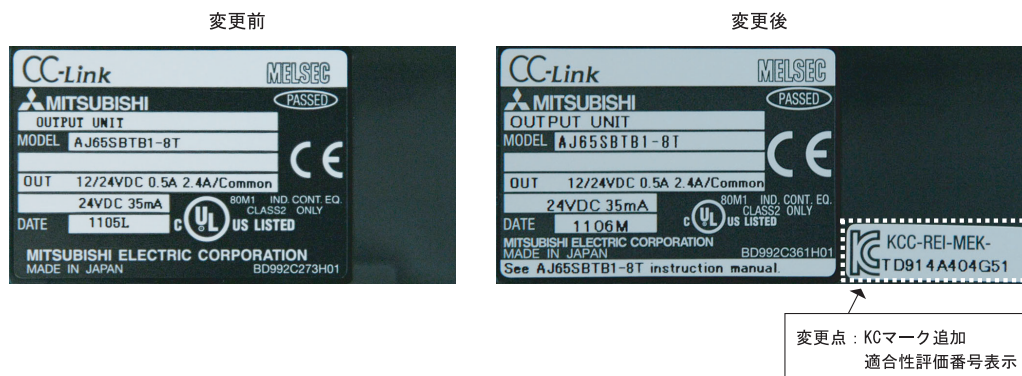 変更前
CC-Link MELSEC
MITSUBISHI PASSED
OUTPUT UNIT
MODEL AJ65SBTB1-8T
CE
OUT 12/24VDC 0.5A 2.4A/Common
24VDC 35mA
80M1 IND. CONT. EQ.
CLASS2 ONLY
DATE 1105L
C UL US LISTED
MITSUBISHI ELECTRIC CORPORATION
MADE IN JAPAN BD992C273H01
変更後
CC-Link MELSEC
MITSUBISHI PASSED
OUTPUT UNIT
MODEL AJ65SBTB1-8T
CE
OUT 12/24VDC 0.5A 2.4A/Common
24VDC 35mA
80M1 IND. CONT. EQ.
CLASS2 ONLY
DATE 1106M
C UL US LISTED
MITSUBISHI ELECTRIC CORPORATION
MADE IN JAPAN BD992C361H01
See AJ65SBTB1-8T instruction manual.
KC KCC-REI-MEK-
TD914A404G51
変更点：KCマーク追加
適合性評価番号表示